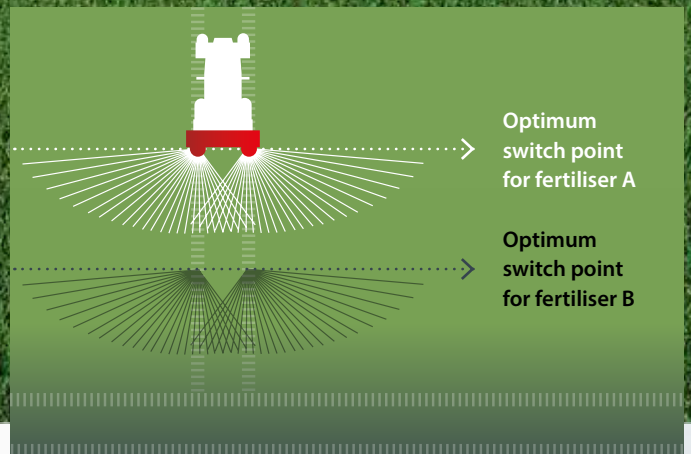 Optimum
switch point
for fertiliser A
Optimum
switch point
for fertiliser B